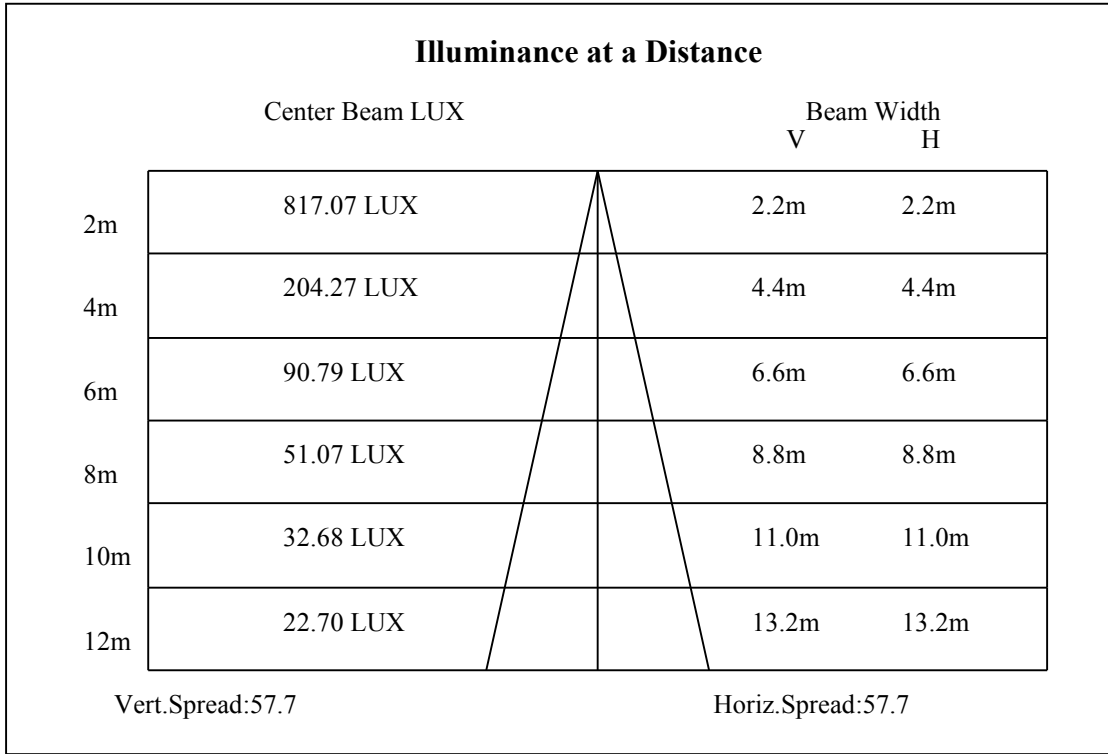 Illuminance at a Distance
Center Beam LUX Beam Width
V H
2m 817.07 LUX 2.2m 2.2m
4m 204.27 LUX 4.4m 4.4m
6m 90.79 LUX 6.6m 6.6m
8m 51.07 LUX 8.8m 8.8m
10m 32.68 LUX 11.0m 11.0m
12m 22.70 LUX 13.2m 13.2m
Vert.Spread:57.7 Horiz.Spread:57.7